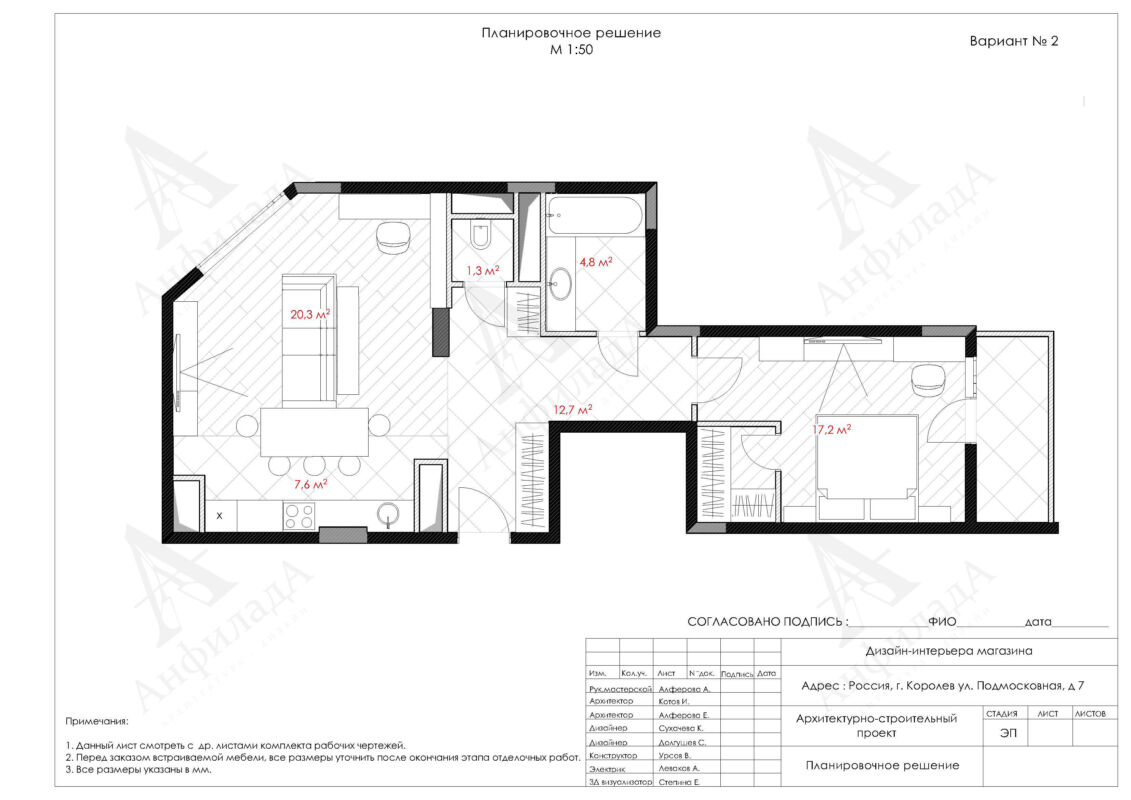 Планировочное решение
М 1:50
Вариант № 2
1,3 м²
4,8 м²
20,3 м²
12,7 м²
17,2 м²
7,6 м²
X
АнфиладА
АнфиладА
АнфиладА
АнфиладА
АнфиладА
СОГЛАСОВАНО ПОДПИСЬ :____________ФИО____________дата__________
Дизайн-интерьера магазина
Изм. Кол.уч. Лист N°док. Подпись Дата
Рук.мастерской Алферова А.
Адрес : Россия, г. Королев ул. Подмосковная, д 7
Архитектор Котов И.
Архитектор Алферова Е.
Архитектурно-строительный
проект
СТАДИЯ ЛИСТ ЛИСТОВ
ЭП
Дизайнер Сухачева К.
Дизайнер Долгушев С.
Конструктор Урсов В.
Электрик Леваков А.
3Д визуолизатор Степина Е.
Планировочное решение
Примечания:
1. Данный лист смотреть с др. листами комплекта рабочих чертежей.
2. Перед заказом встраиваемой мебели, все размеры уточнить после окончания этапа отделочных работ.
3. Все размеры указаны в мм.